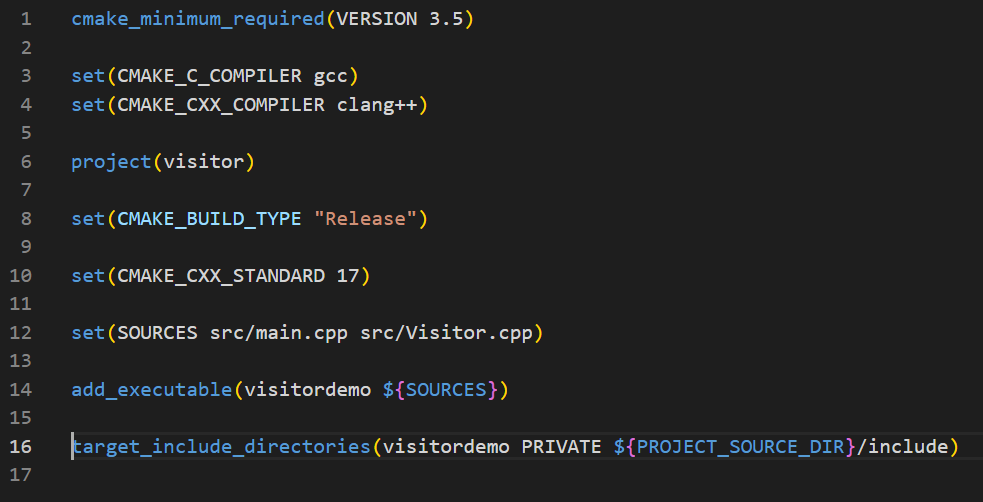 1 cmake_minimum_required(VERSION 3.5)
2
3 set(CMAKE_C_COMPILER gcc)
4 set(CMAKE_CXX_COMPILER clang++)
5
6 project(visitor)
7
8 set(CMAKE_BUILD_TYPE "Release")
9
10 set(CMAKE_CXX_STANDARD 17)
11
12 set(SOURCES src/main.cpp src/Visitor.cpp)
13
14 add_executable(visitordemo ${SOURCES})
15
16 target_include_directories(visitordemo PRIVATE ${PROJECT_SOURCE_DIR}/include)
17